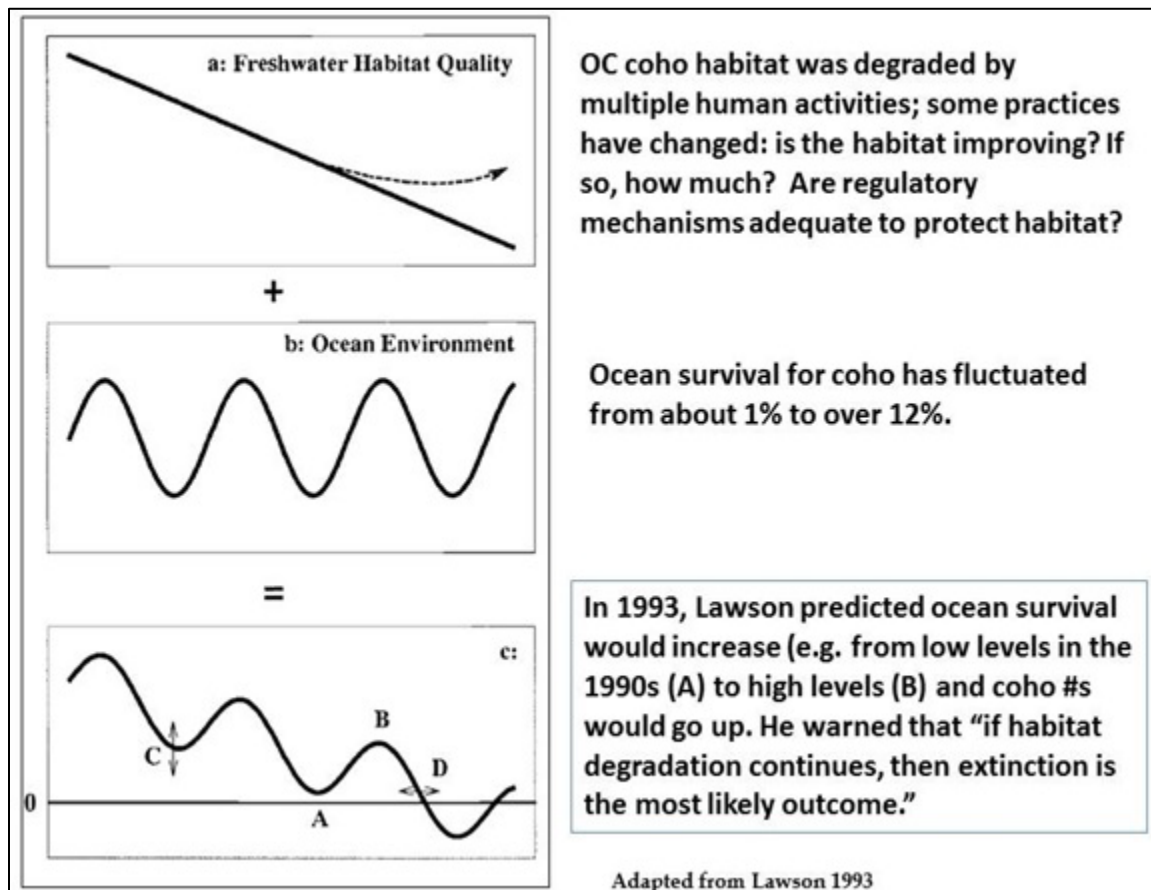 a: Freshwater Habitat Quality
OC coho habitat was degraded by
multiple human activities; some practices
have changed: is the habitat improving? If
so, how much?  Are regulatory
mechanisms adequate to protect habitat?
+
b: Ocean Environment
Ocean survival for coho has fluctuated
from about 1% to over 12%.
=
c:
B
C
D
0
A
In 1993, Lawson predicted ocean survival
would increase (e.g. from low levels in the
1990s (A) to high levels (B) and coho #s
would go up. He warned that “if habitat
degradation continues, then extinction is
the most likely outcome.”
Adapted from Lawson 1993